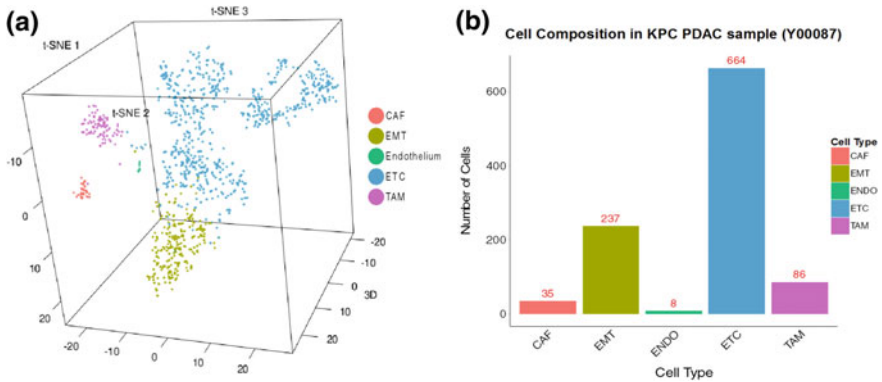 (a)
t-SNE 3
t-SNE 1
t-SNE 2
-10
0
10
20
-20
-10
0
10
20
-20
-10
0
10
20
3D
CAF
EMT
Endothelium
ETC
TAM
(b)
Cell Composition in KPC PDAC sample (Y00087)
Number of Cells
600
400
200
0
35
237
8
664
86
CAF
EMT
ENDO
ETC
TAM
Cell Type
Cell Type
CAF
EMT
ENDO
ETC
TAM